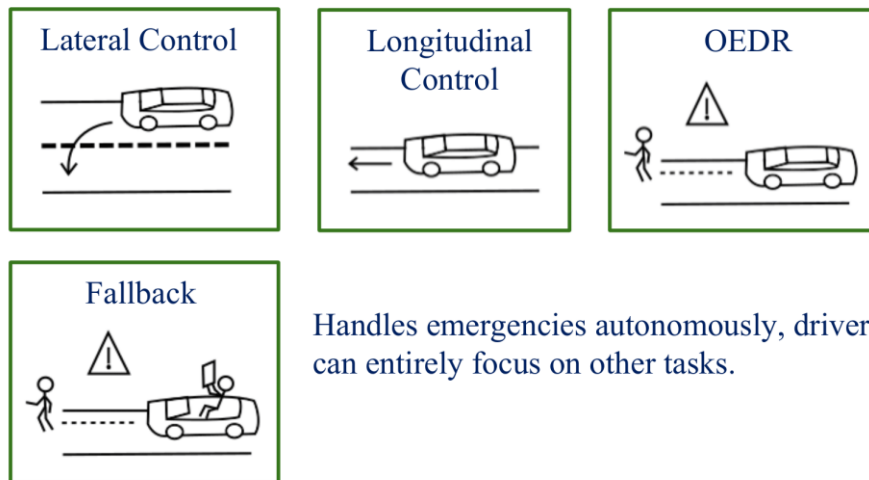 Lateral Control
Longitudinal
Control
OEDR
Fallback
Handles emergencies autonomously, driver
can entirely focus on other tasks.